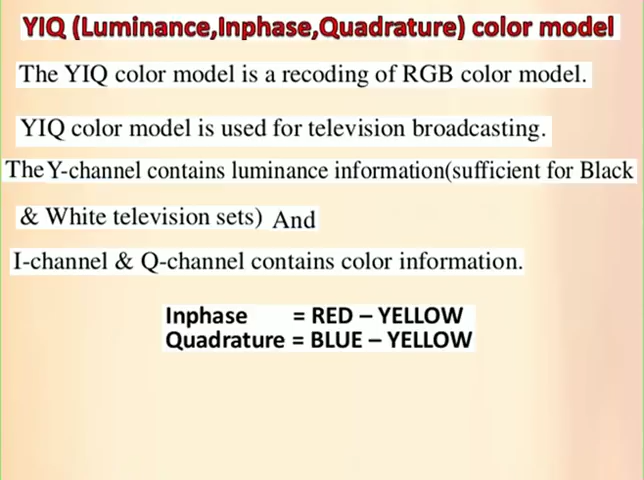 YIQ (Luminance,Inphase,Quadrature) color model
The YIQ color model is a recoding of RGB color model.
YIQ color model is used for television broadcasting.
The Y-channel contains luminance information(sufficient for Black
& White television sets) And
I-channel & Q-channel contains color information.
Inphase = RED – YELLOW
Quadrature = BLUE – YELLOW